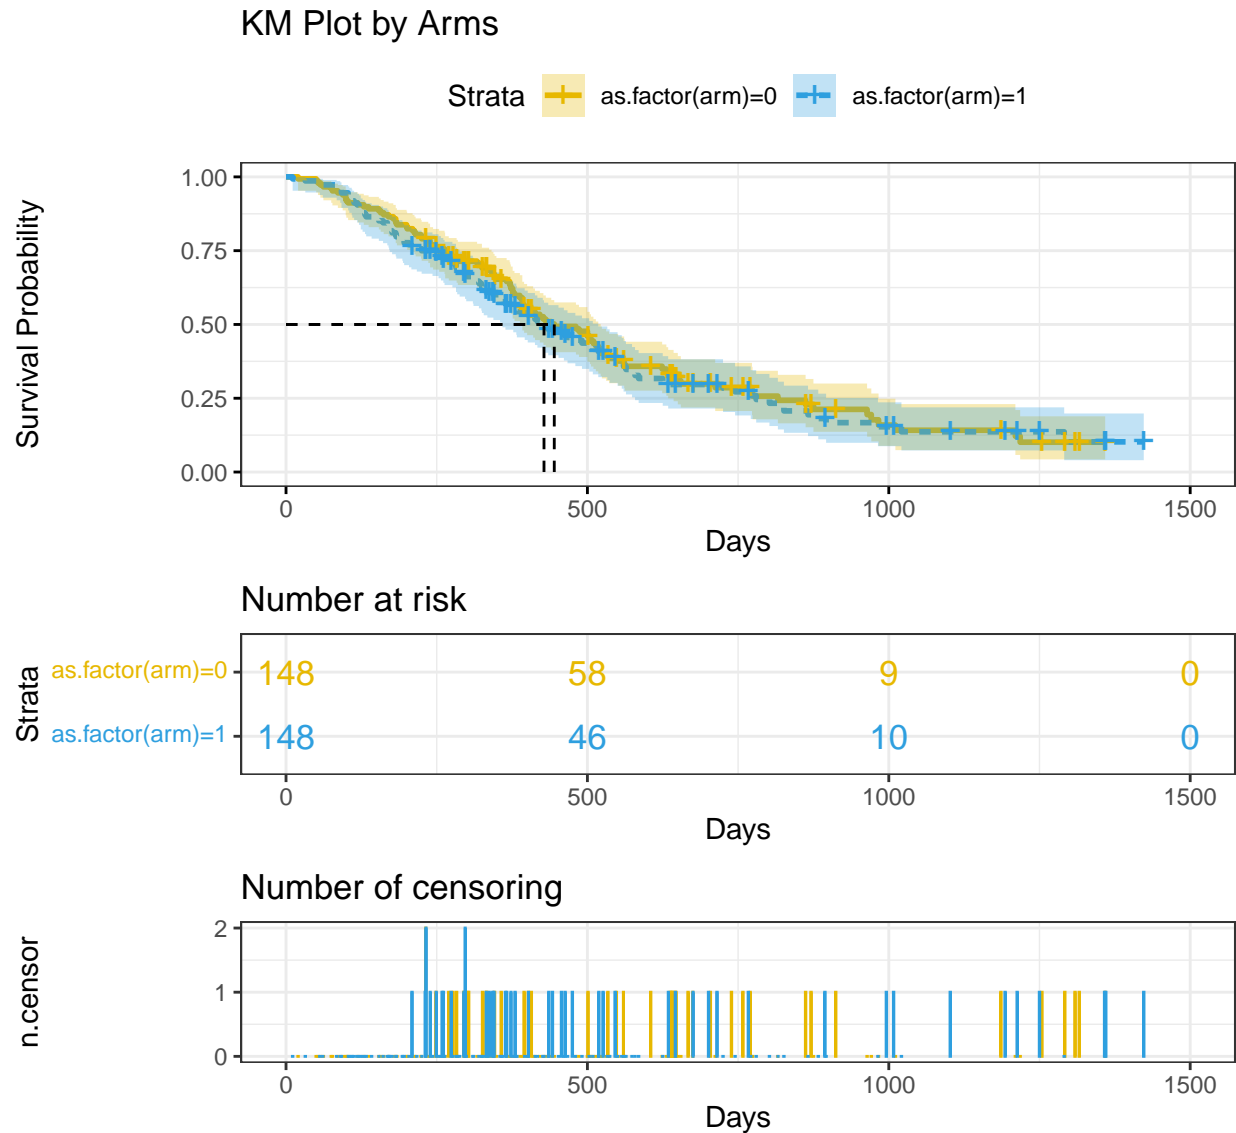 KM Plot by Arms
Strata as.factor(arm)=0 as.factor(arm)=1
Survival Probability
1.00
0.75
0.50
0.25
0.00
0 500 1000 1500
Days
Number at risk
Strata
as.factor(arm)=0 148 58 9 0
as.factor(arm)=1 148 46 10 0
0 500 1000 1500
Days
Number of censoring
n.censor
2
1
0
0 500 1000 1500
Days